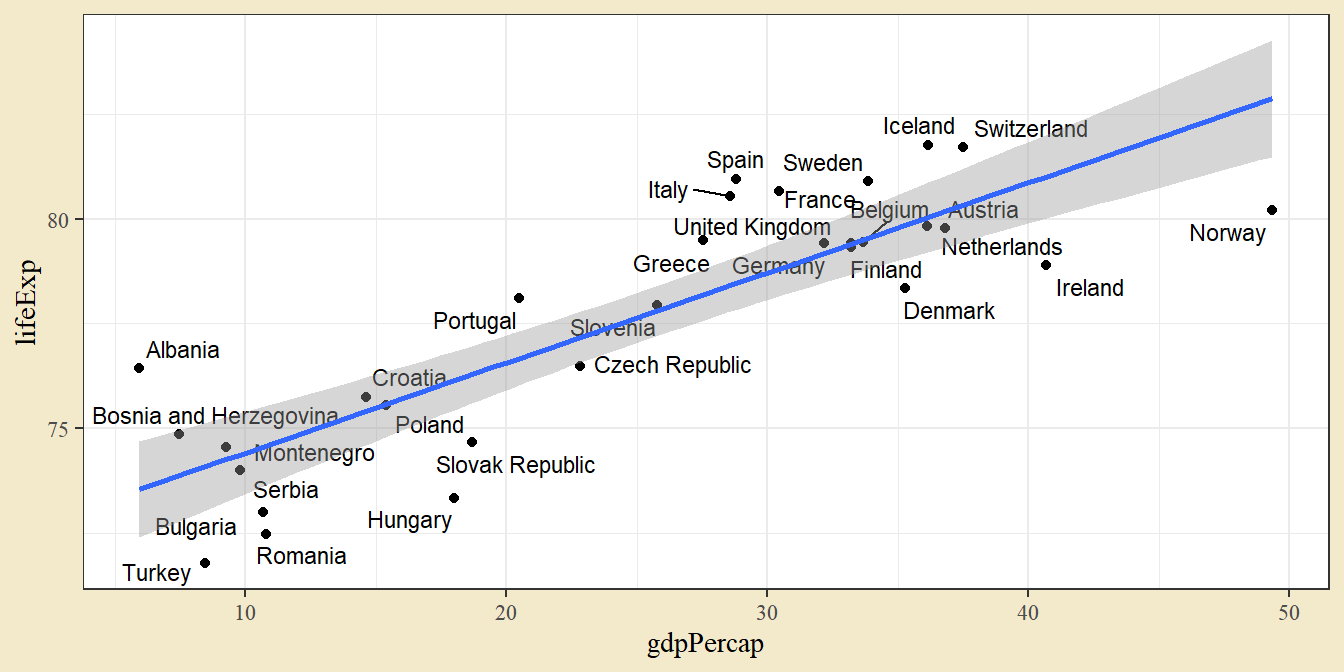 Iceland
Switzerland
Spain
Sweden
Italy
France
Belgium
Austria
80
United Kingdom
Norway
Netherlands
Greece
Germany
Finland
Ireland
Denmark
Portugal
Slovenia
lifeExp
Albania
Czech Republic
Croatia
Bosnia and Herzegovina
75
Poland
Montenegro
Slovak Republic
Serbia
Hungary
Bulgaria
Romania
Turkey
10
20
30
40
50
gdpPercap